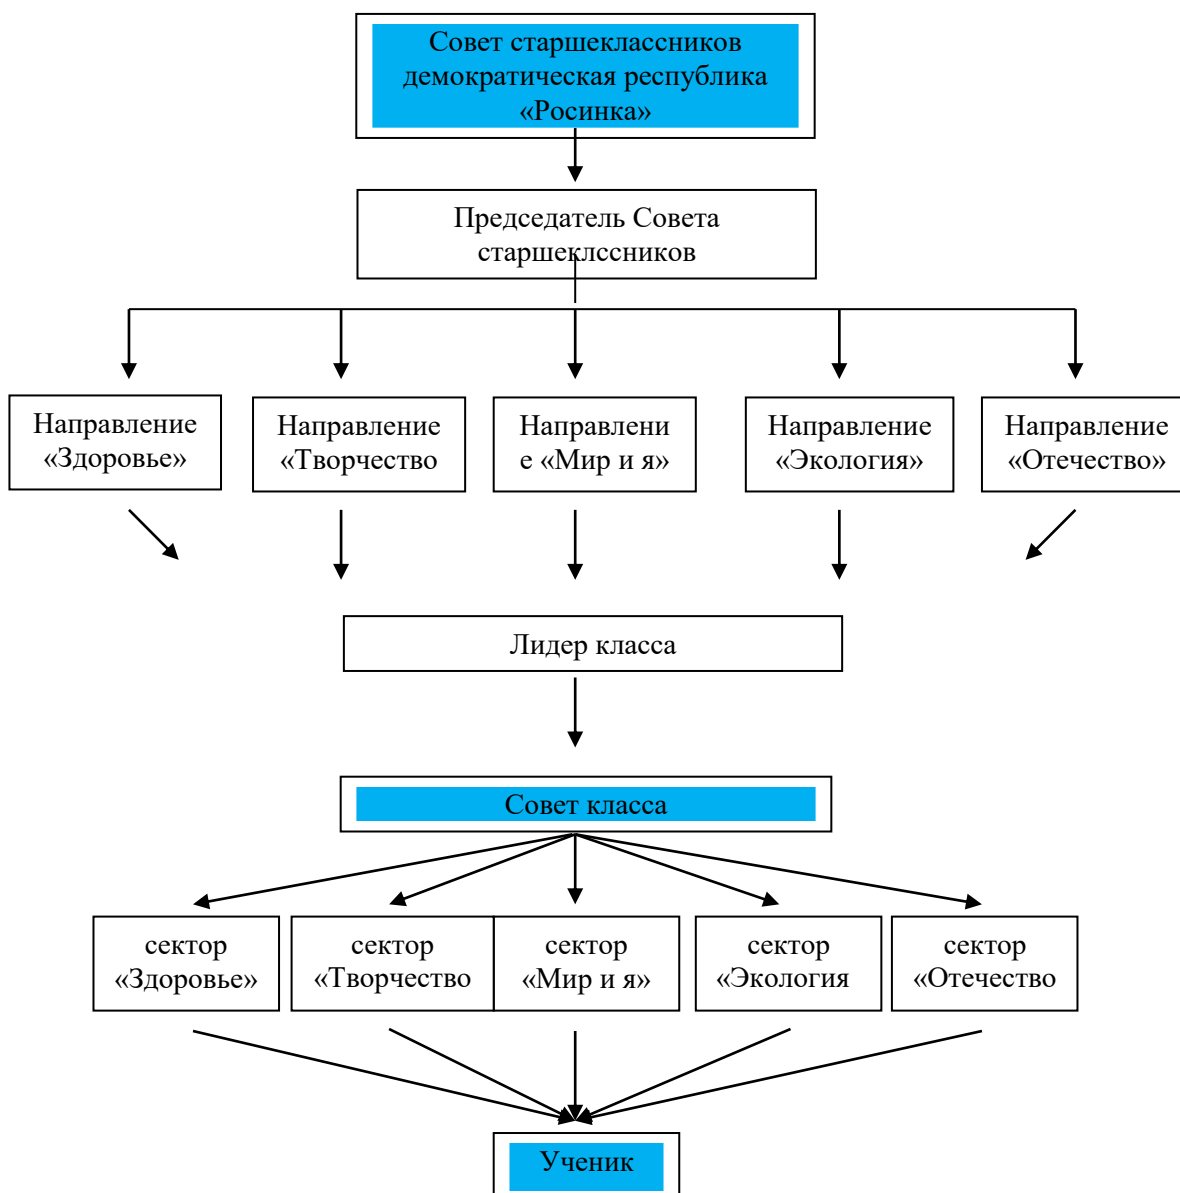 Совет старшеклассников
демократическая республика
«Росинка»
Председатель Совета
старшеклссников
Направление
«Здоровье»
Направление
«Творчество
Направлени
е «Мир и я»
Направление
«Экология»
Направление
«Отечество»
Лидер класса
Совет класса
сектор
«Здоровье»
сектор
«Творчество
сектор
«Мир и я»
сектор
«Экология
сектор
«Отечество
Ученик